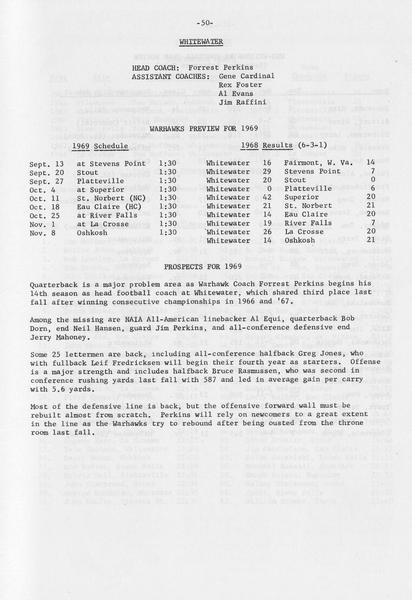 -50-
WHITEWATER
HEAD COACH: Forrest Perkins
ASSISTANT COACHES: Gene Cardinal
Rex Foster
Al Evans
Jim Raffini
WARHAWKS PREVIEW FOR 1969
1969 Schedule 1968 Results (6-3-1)
Sept. 13 at Stevens Point 1:30 Whitewater 16 Fairmont, W. Va. 14
Sept. 20 Stout 1:30 Whitewater 29 Stevens Point 7
Sept. 27 Platteville 1:30 Whitewater 20 Stout 0
Oct. 4 at Superior 1:30 Whitewater 0 Platteville 6
Oct. 11 St. Norbert (NC) 1:30 Whitewater 42 Superior 20
Oct. 18 Eau Claire (HC) 1:30 Whitewater 21 St. Norbert 21
Oct. 25 at River Falls 1:30 Whitewater 14 Eau Claire 20
Nov. 1 at La Crosse 1:30 Whitewater 19 River Falls 7
Nov. 8 Oshkosh 1:30 Whitewater 26 La Crosse 20
Whitewater 14 Oshkosh 21
PROSPECTS FOR 1969
Quarterback is a major problem area as Warhawk Coach Forrest Perkins begins his
14th season as head football coach at Whitewater, which shared third place last
fall after winning consecutive championships in 1966 and '67.
Among the missing are NAIA All-American linebacker Al Equi, quarterback Bob
Dorn, end Neil Hansen, guard Jim Perkins, and all-conference defensive end
Jerry Mahoney.
Some 25 lettermen are back, including all-conference halfback Greg Jones, who
with fullback Leif Fredricksen will begin their fourth year as starters. Offense
is a major strength and includes halfback Bruce Rasmussen, who was second in
conference rushing yards last fall with 587 and led in average gain per carry
with 5.6 yards.
Most of the defensive line is back, but the offensive forward wall must be
rebuilt almost from scratch. Perkins will rely on newcomers to a great extent
in the line as the Warhawks try to rebound after being ousted from the throne
room last fall.